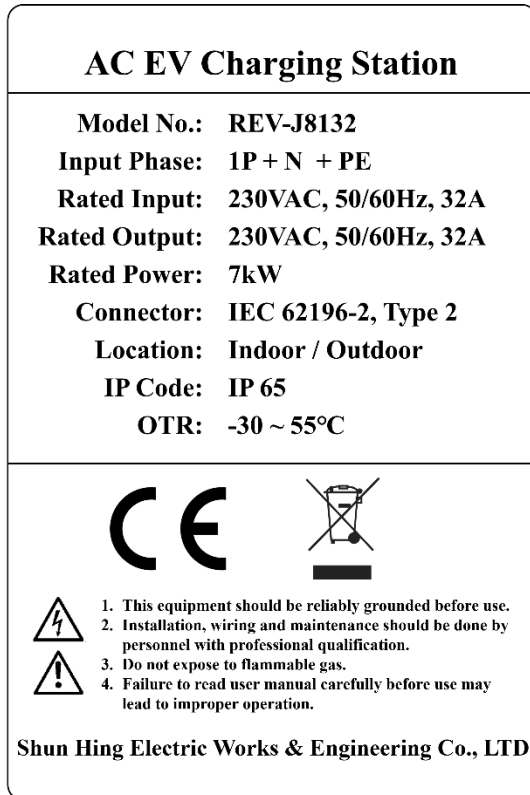 AC EV Charging Station
Model No.: REV-J8132
Input Phase: 1P + N + PE
Rated Input: 230VAC, 50/60Hz, 32A
Rated Output: 230VAC, 50/60Hz, 32A
Rated Power: 7kW
Connector: IEC 62196-2, Type 2
Location: Indoor / Outdoor
IP Code: IP 65
OTR: -30 ~ 55℃
CE
1. This equipment should be reliably grounded before use.
2. Installation, wiring and maintenance should be done by
personnel with professional qualification.
3. Do not expose to flammable gas.
4. Failure to read user manual carefully before use may
lead to improper operation.
Shun Hing Electric Works & Engineering Co., LTD